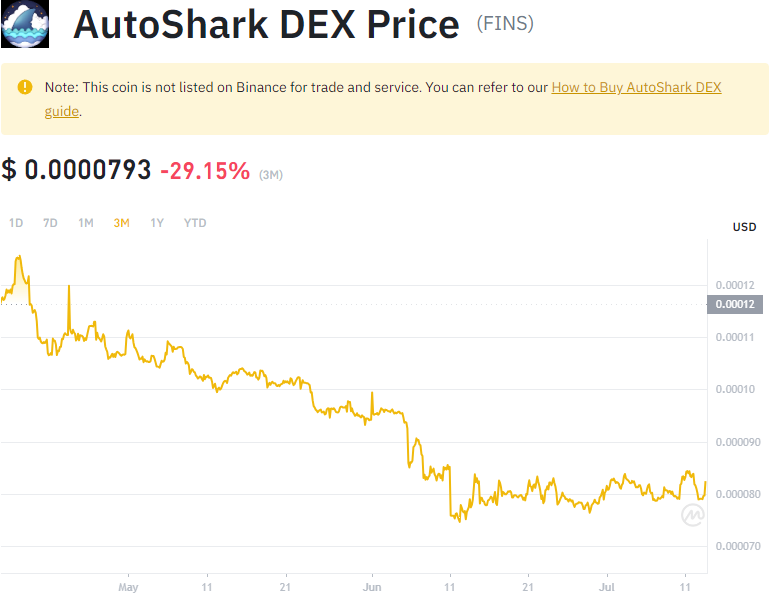 AutoShark DEX Price (FINS)
Note: This coin is not listed on Binance for trade and service. You can refer to our How to Buy AutoShark DEX
guide.
$ 0.0000793 -29.15% (3M)
1D 7D 1M 3M 1Y YTD
USD
0.00012
0.00012
0.00011
0.00010
0.000090
0.000080
0.000070
May 11 21 Jun 11 21 Jul 11